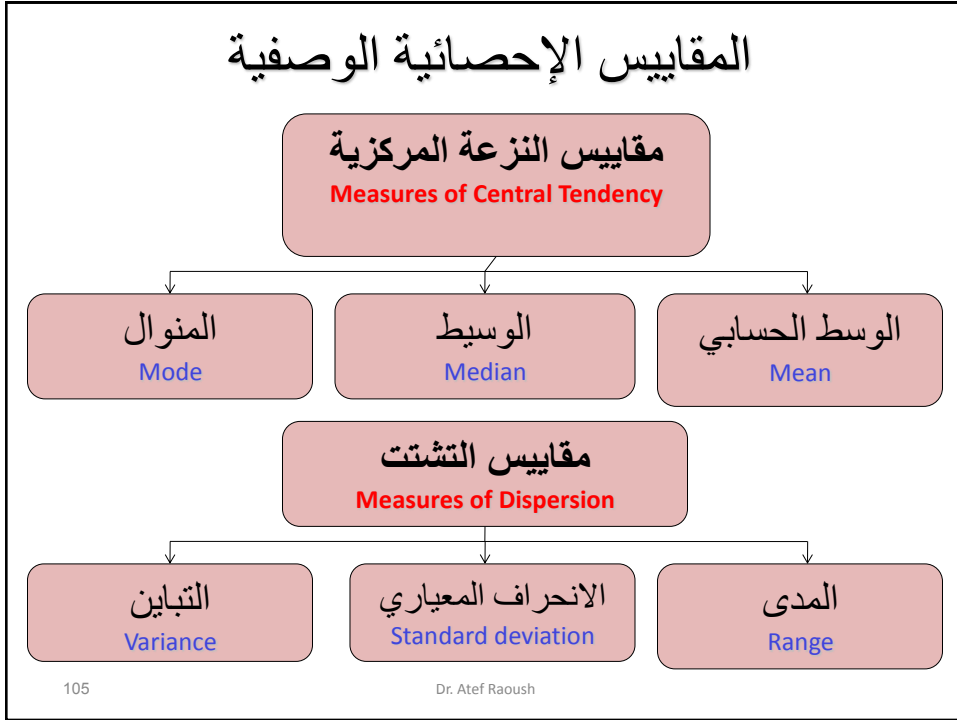 المقاييس الإحصائية الوصفية
مقاييس النزعة المركزية
Measures of Central Tendency
الوسط الحسابي
Mean
الوسيط
Median
المنوال
Mode
مقاييس التشتت
Measures of Dispersion
المدى
Range
الانحراف المعياري
Standard deviation
التباين
Variance
105
Dr. Atef Raoush